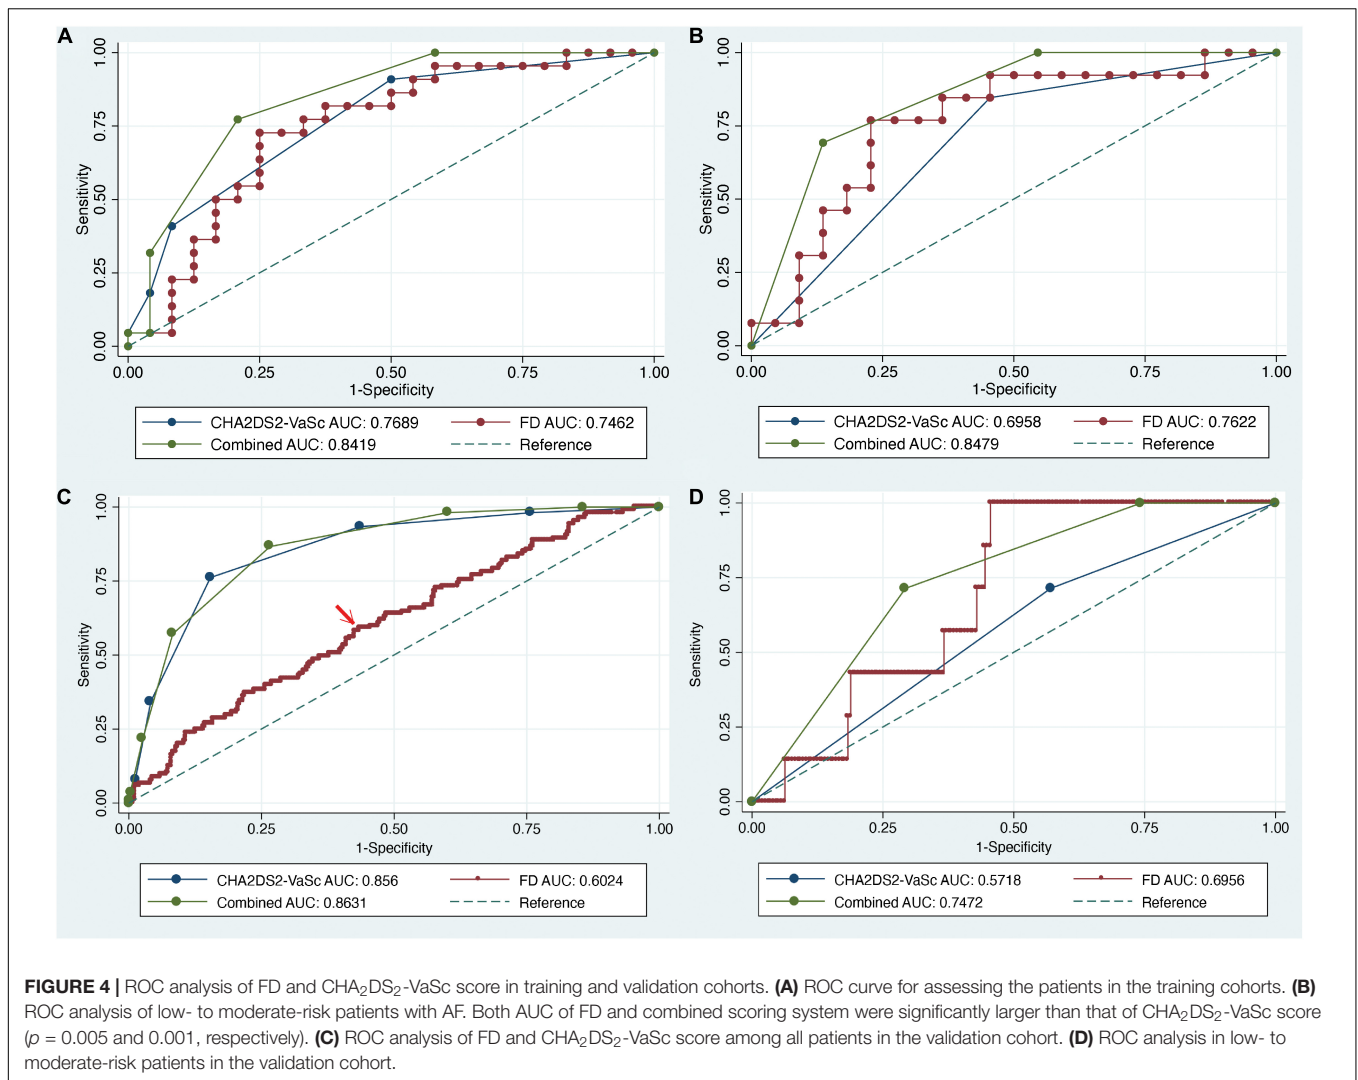 A
1.00
0.75
0.50
0.25
0.00
Sensitivity
0.00 0.25 0.50 0.75 1.00
1-Specificity
CHA2DS2-VaSc AUC: 0.7689 FD AUC: 0.7462
Combined AUC: 0.8419 Reference
B
1.00
0.75
0.50
0.25
0.00
Sensitivity
0.00 0.25 0.50 0.75 1.00
1-Specificity
CHA2DS2-VaSc AUC: 0.6958 FD AUC: 0.7622
Combined AUC: 0.8479 Reference
C
1.00
0.75
0.50
0.25
0.00
Sensitivity
0.00 0.25 0.50 0.75 1.00
1-Specificity
CHA2DS2-VaSc AUC: 0.856 FD AUC: 0.6024
Combined AUC: 0.8631 Reference
D
1.00
0.75
0.50
0.25
0.00
Sensitivity
0.00 0.25 0.50 0.75 1.00
1-Specificity
CHA2DS2-VaSc AUC: 0.5718 FD AUC: 0.6956
Combined AUC: 0.7472 Reference
FIGURE 4 | ROC analysis of FD and CHA₂DS₂-VaSc score in training and validation cohorts. (A) ROC curve for assessing the patients in the training cohorts. (B)
ROC analysis of low- to moderate-risk patients with AF. Both AUC of FD and combined scoring system were significantly larger than that of CHA₂DS₂-VaSc score
(p = 0.005 and 0.001, respectively). (C) ROC analysis of FD and CHA₂DS₂-VaSc score among all patients in the validation cohort. (D) ROC analysis in low- to
moderate-risk patients in the validation cohort.